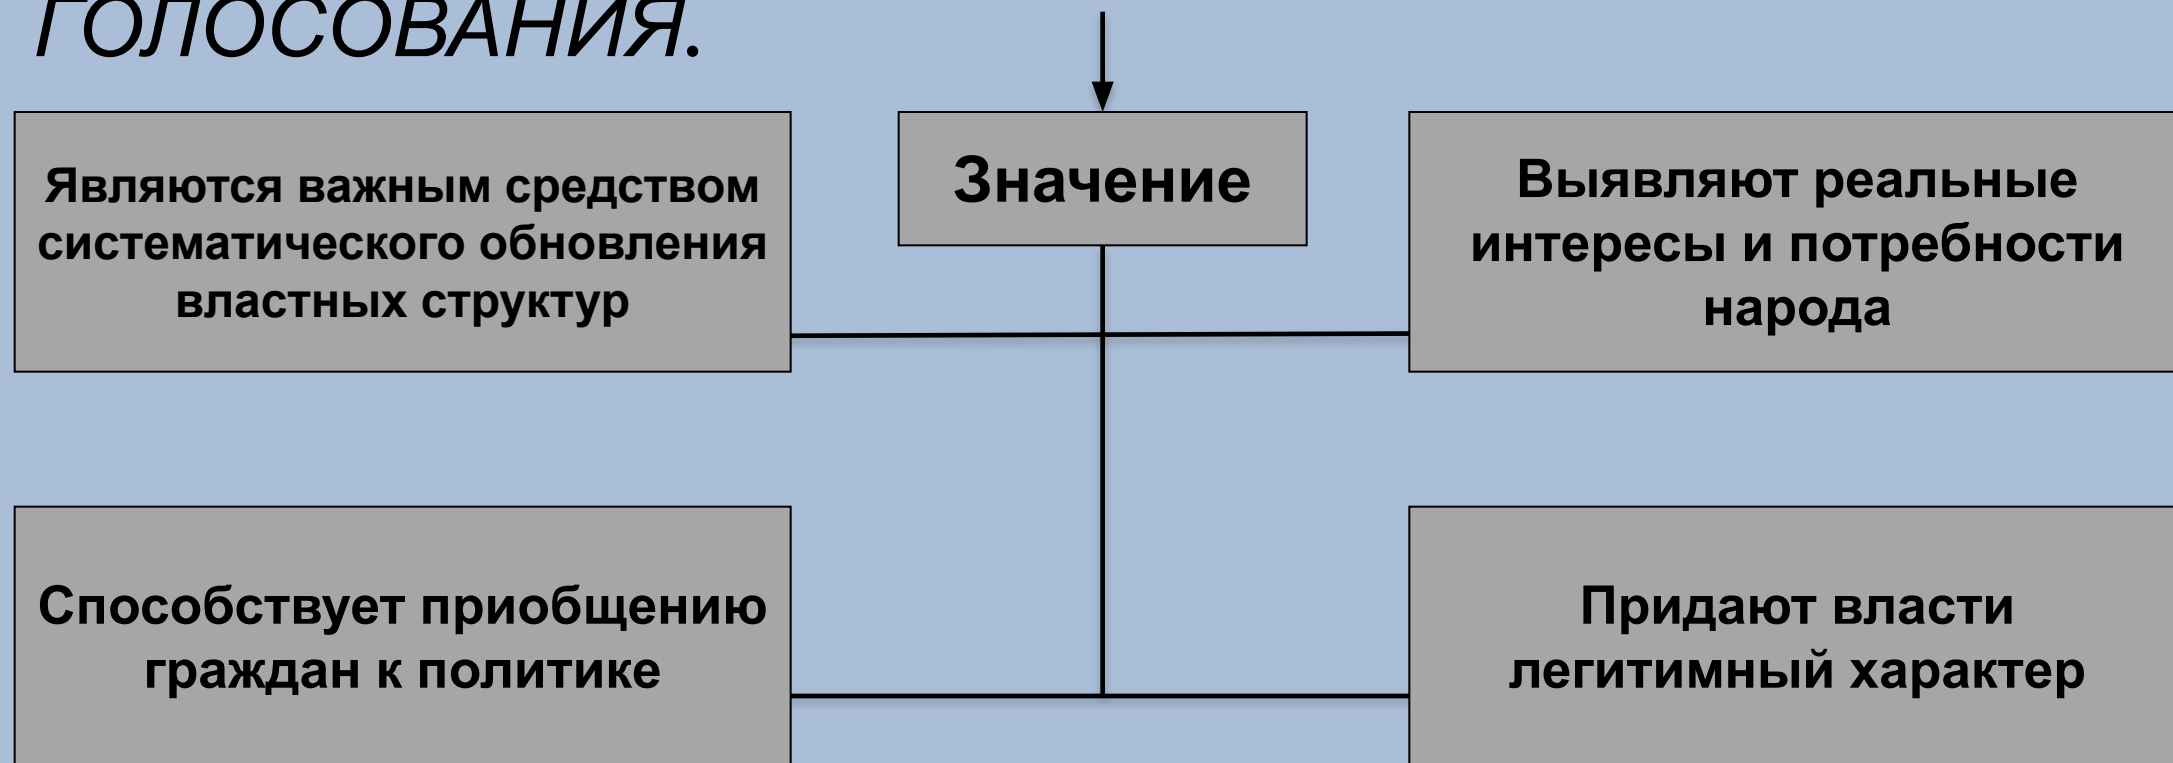 ГОЛОСОВАНИЯ.
Являются важным средством
систематического обновления
властных структур
Значение
Выявляют реальные
интересы и потребности
народа
Способствует приобщению
граждан к политике
Придают власти
легитимный характер